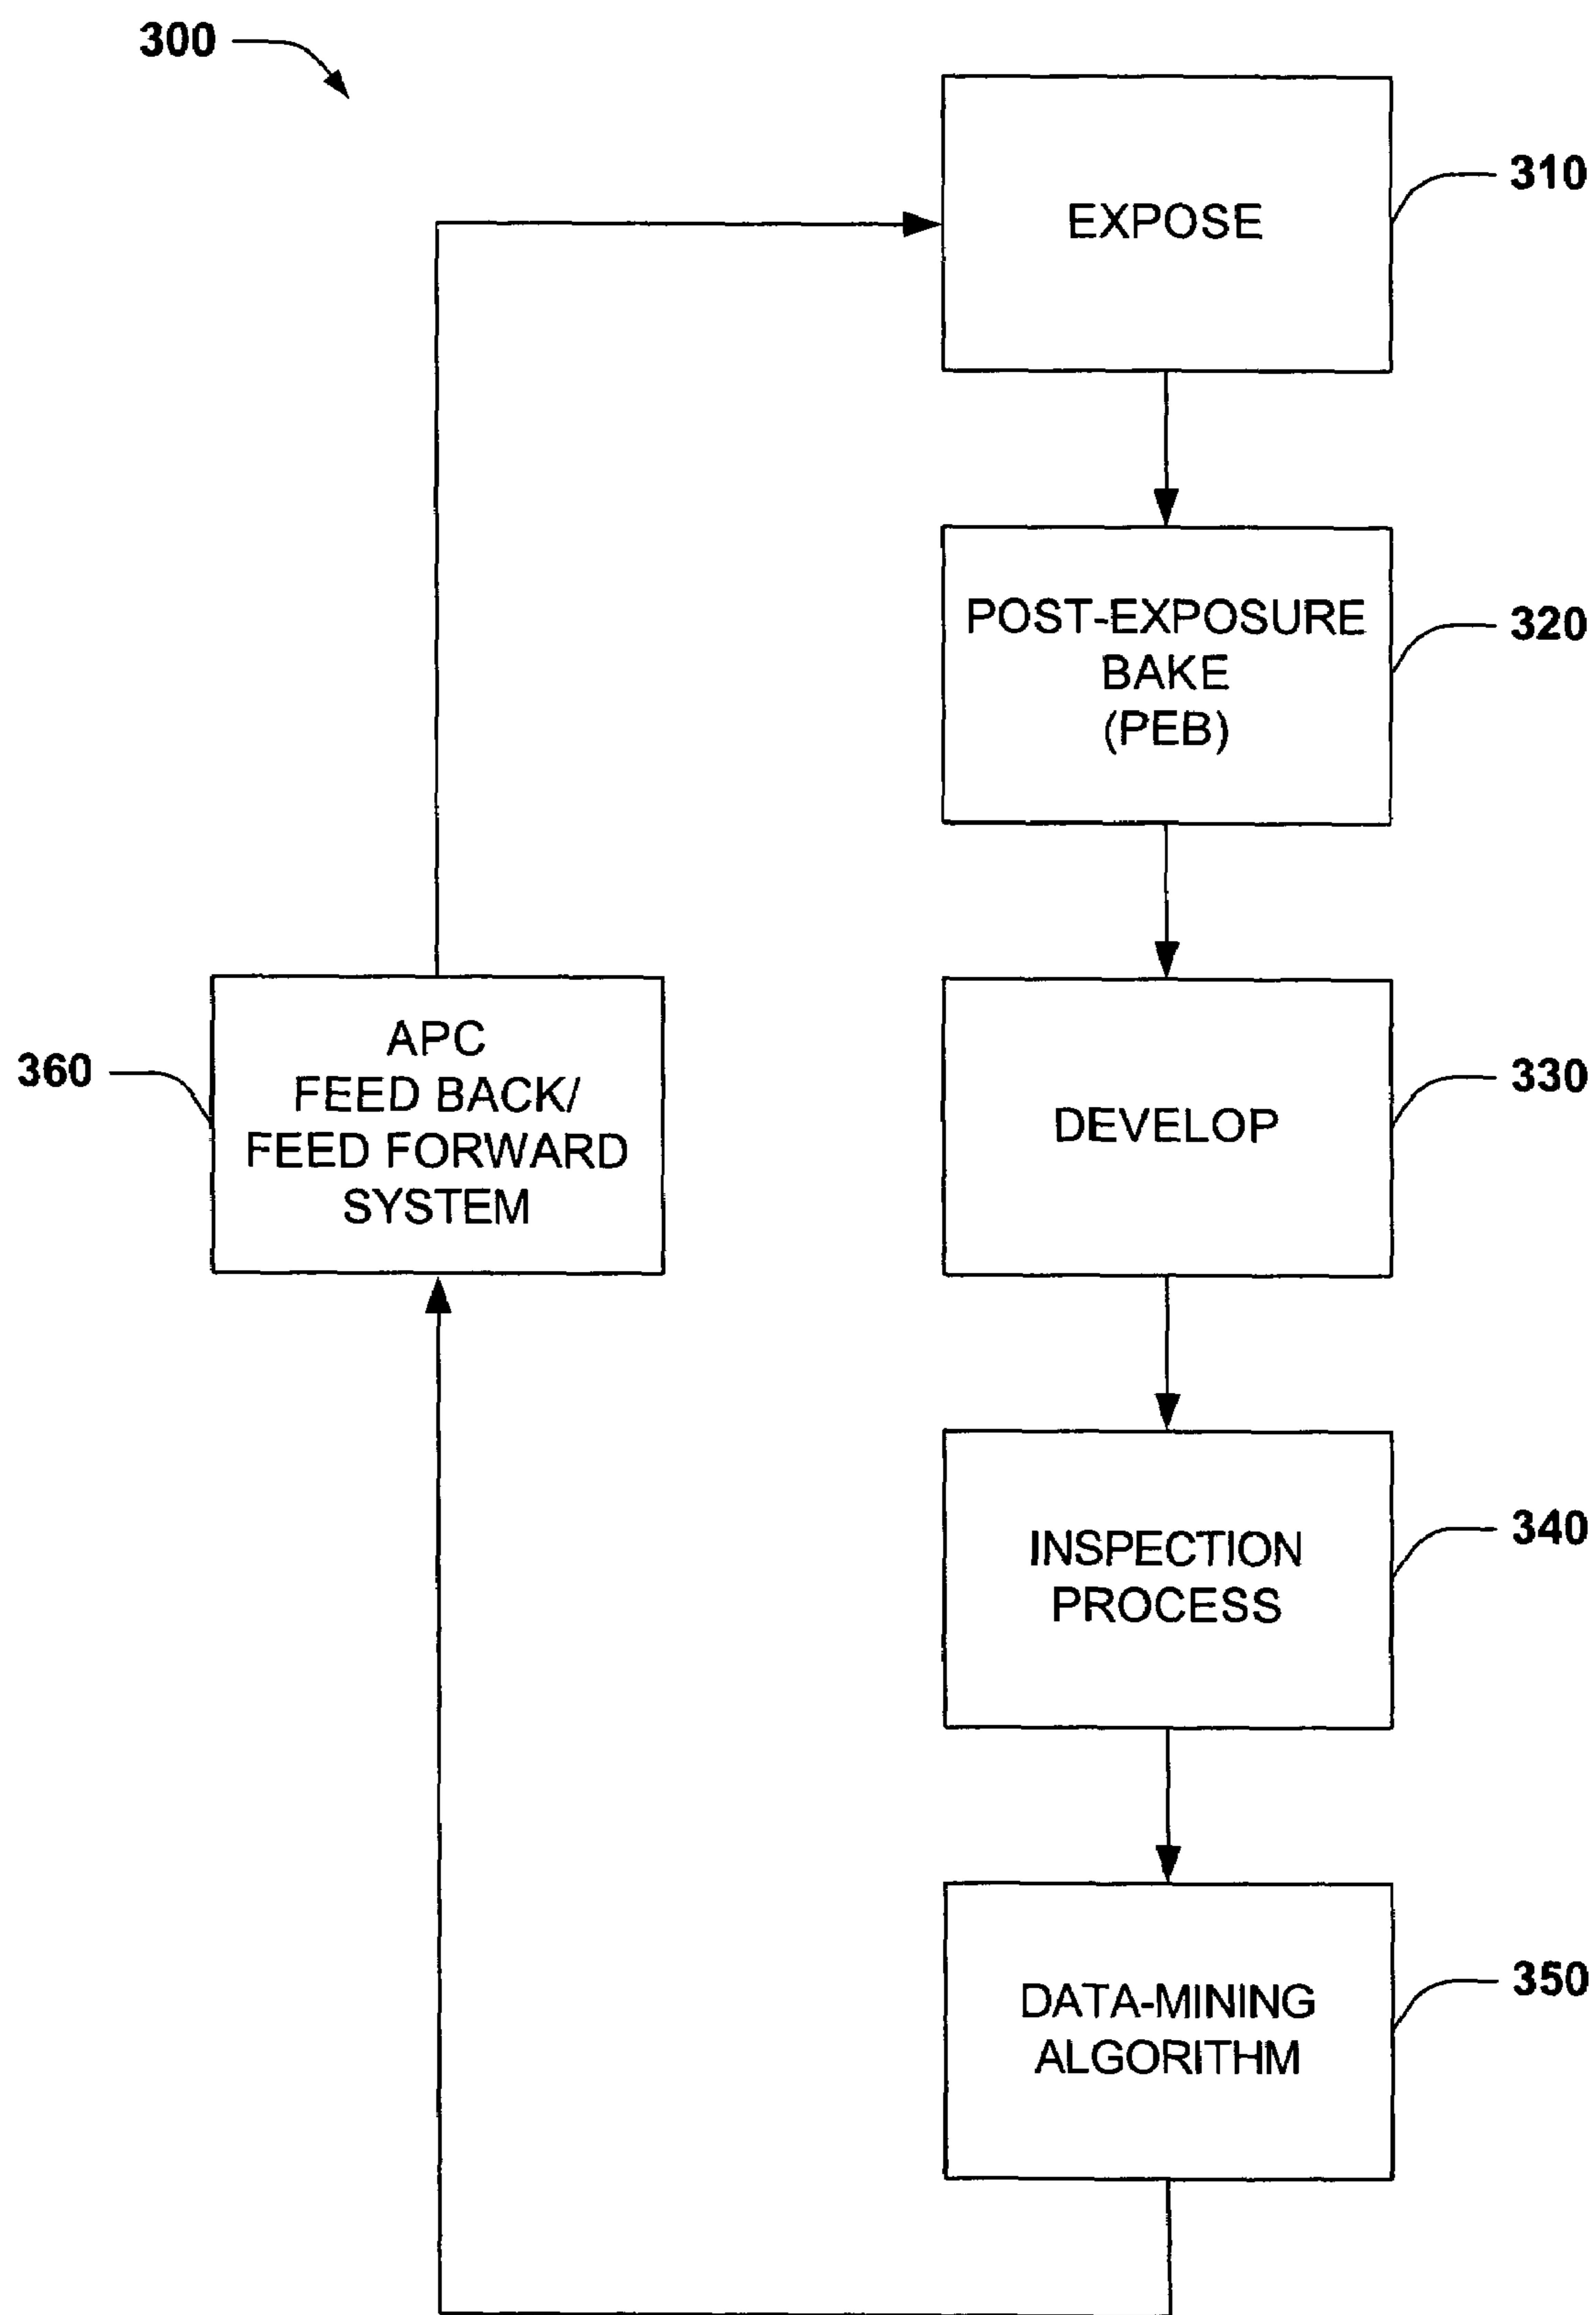 300
310
EXPOSE
320
POST-EXPOSURE
BAKE
(PEB)
330
DEVELOP
360
APC
FEED BACK/
FEED FORWARD
SYSTEM
340
INSPECTION
PROCESS
350
DATA-MINING
ALGORITHM